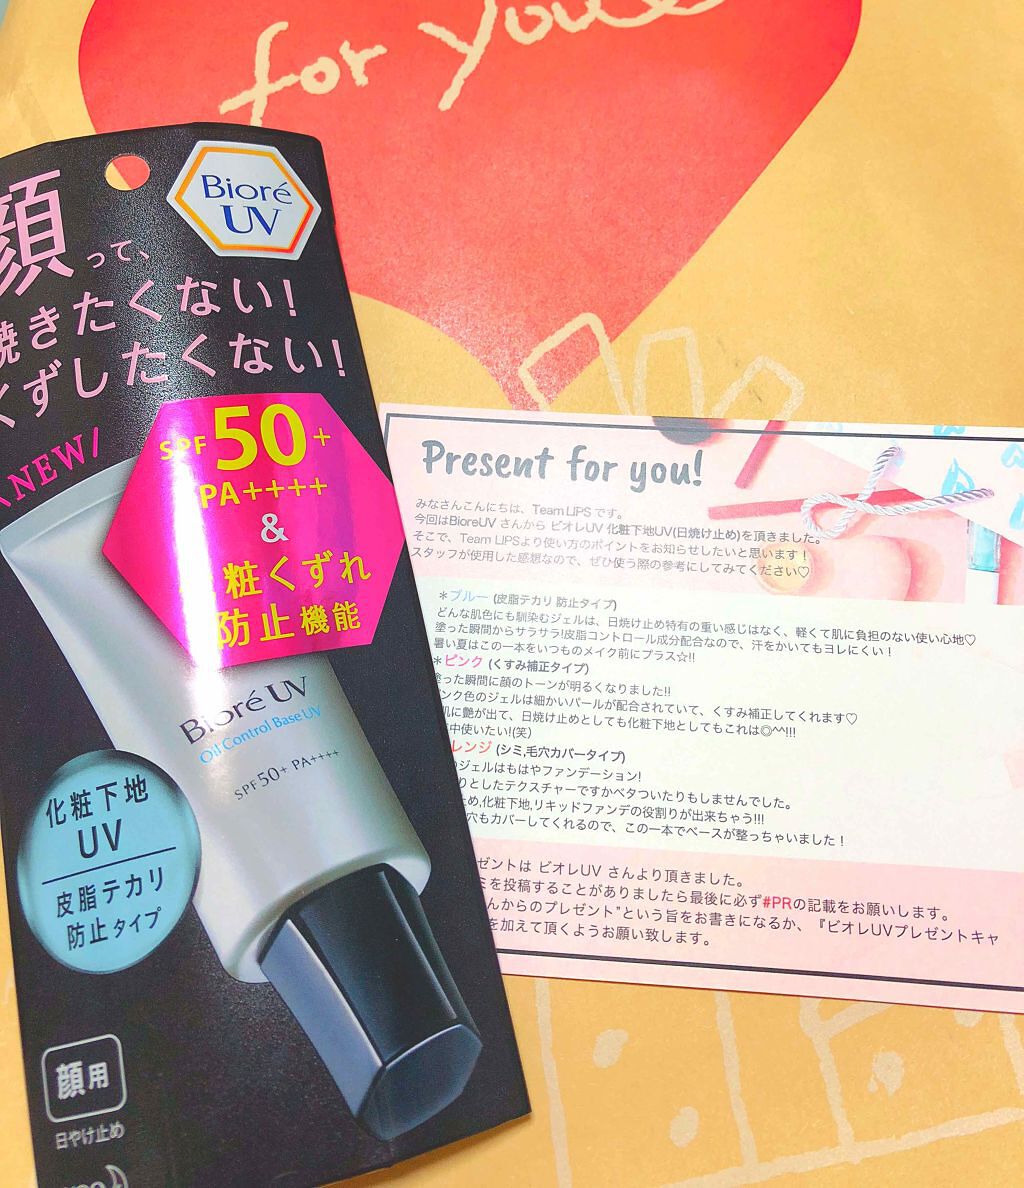 for you
Bioré
UV
顔って、
焼きたくない!
くずしたくない!
NEW/
SPF50+
PA++++
&
粧くずれ
防止機能
Bioré UV
Oil Control Base UV
SPF50+ PA++++
化粧下地
UV
皮脂テカリ
防止タイプ
顔用
日やけ止め
Present for you!
みなさんこんにちは、Team LIPS です。
今回はBioreUV さんから ビオレUV 化粧下地UV(日焼け止め)を頂きました。
そこで、Team LIPSより使い方のポイントをお知らせしたいと思います！
スタッフが使用した感想なので、ぜひ使う際の参考にしてみてください♡
＊ブルー (皮脂テカリ 防止タイプ)
どんな肌色にも馴染むジェルは、日焼け止め特有の重い感じはなく、軽くて肌に負担のない使い心地♡
塗った瞬間からサラサラ!皮脂コントロール成分配合なので、汗をかいてもヨレにくい！
暑い夏はこの一本をいつものメイク前にプラス☆!!
＊ピンク (くすみ補正タイプ)
塗った瞬間に顔のトーンが明るくなりました!!
ンク色のジェルは細かいパールが配合されていて、くすみ補正してくれます♡
肌に艶が出て、日焼け止めとしても化粧下地としてもこれは◎^^!!!
中使いたい!(笑)
レンジ (シミ,毛穴カバータイプ)
のジェルはもはやファンデーション!
りとしたテクスチャーですかベタついたりもしませんでした。
め,化粧下地,リキッドファンデの役割りが出来ちゃう!!!
穴もカバーしてくれるので、この一本でベースが整っちゃいました！
ゼントは ビオレUV さんより頂きました。
ミを投稿することがありましたら最後に必ず#PRの記載をお願いします。
んからのプレゼント”という旨をお書きになるか、『ビオレUVプレゼントキャ
を加えて頂くようお願い致します。